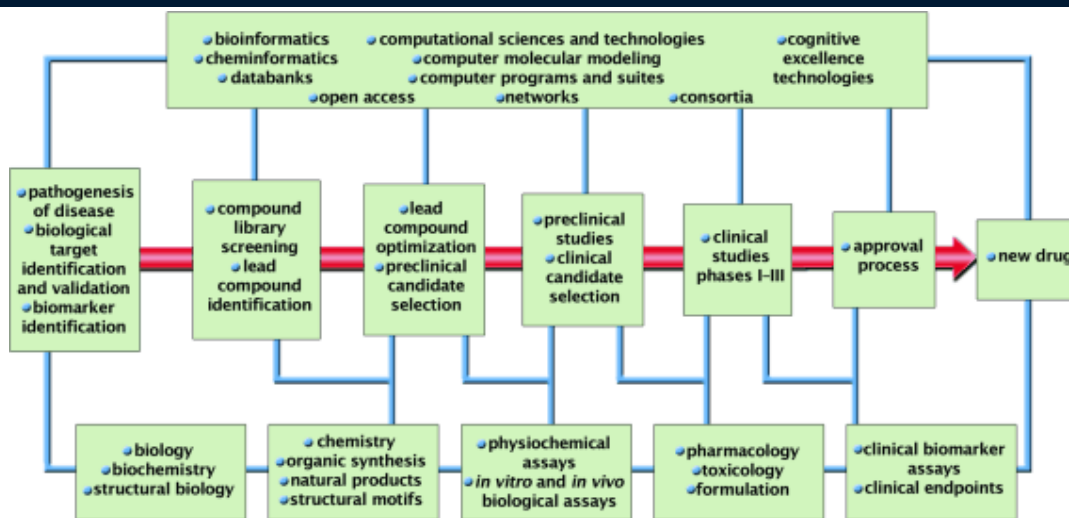 bioinformatics
computational sciences and technologies
cognitive
excellence
technologies
cheminformatics
computer molecular modeling
databanks
computer programs and suites
open access
networks
consortia
pathogenesis
of disease
biological
target
identification
and validation
biomarker
identification
compound
library
screening
lead
compound
identification
lead
compound
optimization
preclinical
candidate
selection
preclinical
studies
clinical
candidate
selection
clinical
studies
phases I–III
approval
process
new drug
biology
biochemistry
structural biology
chemistry
organic synthesis
natural products
structural motifs
physiochemical
assays
in vitro and in vivo
biological assays
pharmacology
toxicology
formulation
clinical biomarker
assays
clinical endpoints